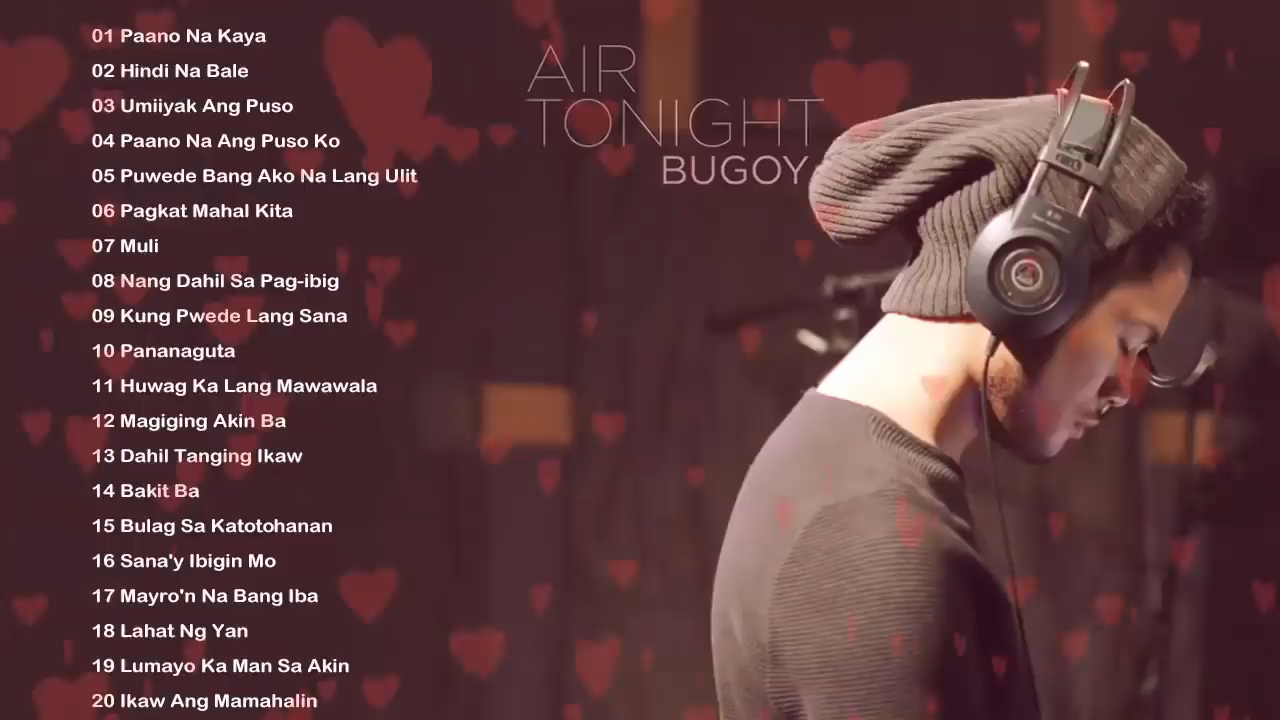 01 Paano Na Kaya
02 Hindi Na Bale
03 Umiiyak Ang Puso
04 Paano Na Ang Puso Ko
05 Puwede Bang Ako Na Lang Ulit
06 Pagkat Mahal Kita
07 Muli
08 Nang Dahil Sa Pag-ibig
09 Kung Pwede Lang Sana
10 Pananaguta
11 Huwag Ka Lang Mawawala
12 Magiging Akin Ba
13 Dahil Tanging Ikaw
14 Bakit Ba
15 Bulag Sa Katotohanan
16 Sana'y Ibigin Mo
17 Mayro'n Na Bang Iba
18 Lahat Ng Yan
19 Lumayo Ka Man Sa Akin
20 Ikaw Ang Mamahalin
AIR
TONIGHT
BUGOY